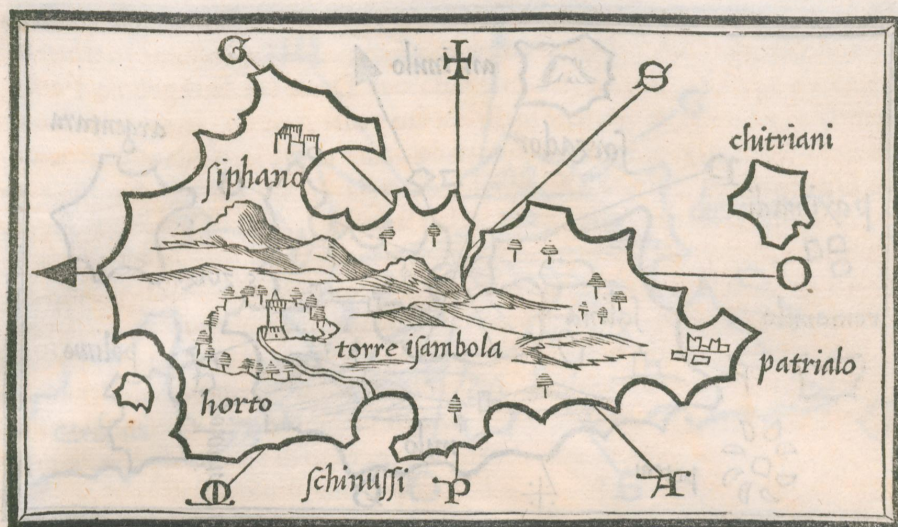 G
S
chitriani
ſiphano
O
torre iſambola
patrialo
horto
ſchinuſſi
M
P
A